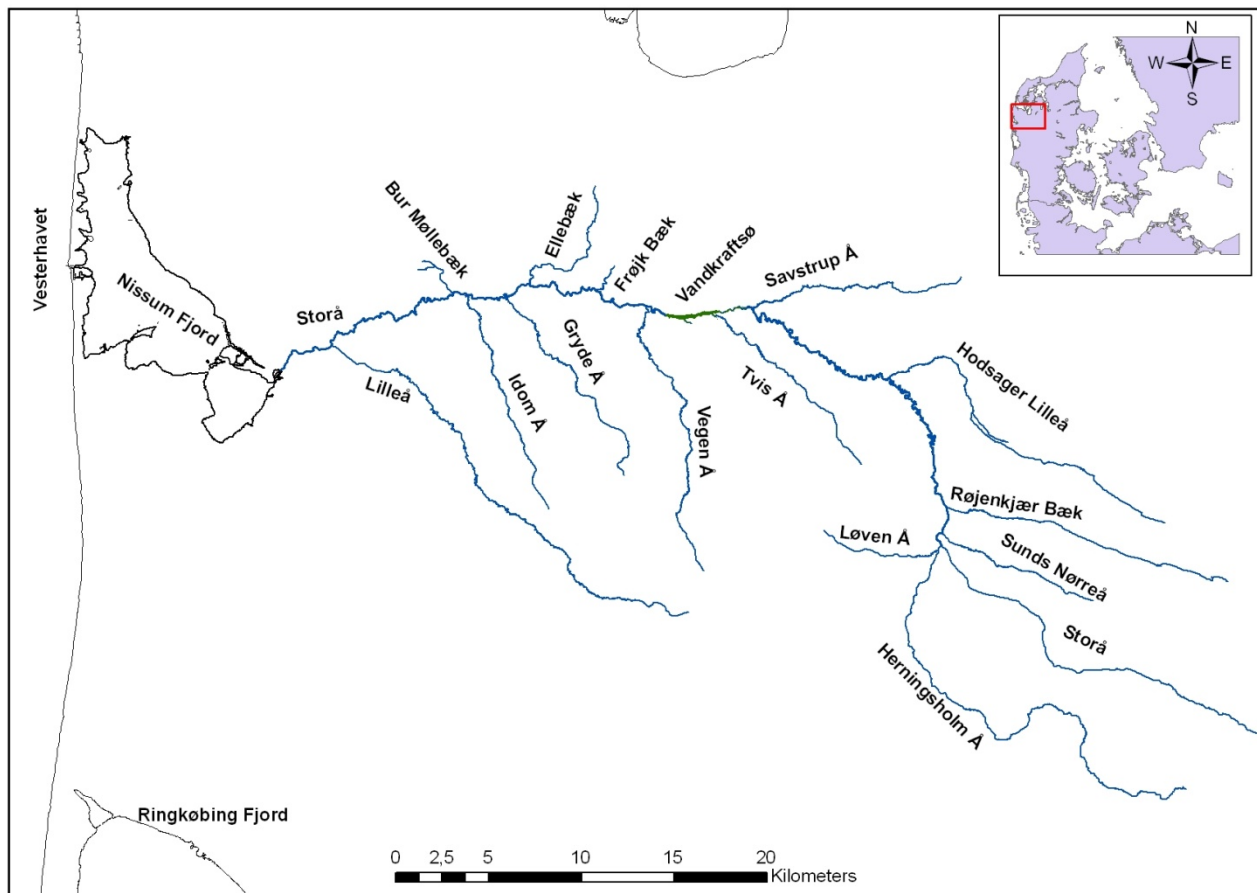 N
W E
S
Vesterhavet
Nissum Fjord
Storå
Bur Møllebæk
Ellebæk
Frøjk Bæk
Vandkraftsø
Savstrup Å
Lilleå
Idom Å
Gryde Å
Vegen Å
Tvis Å
Hodsager Lilleå
Røjenkjær Bæk
Løven Å
Sunds Nørreå
Storå
Herningsholm Å
Ringkøbing Fjord
0 2,5 5 10 15 20
Kilometers